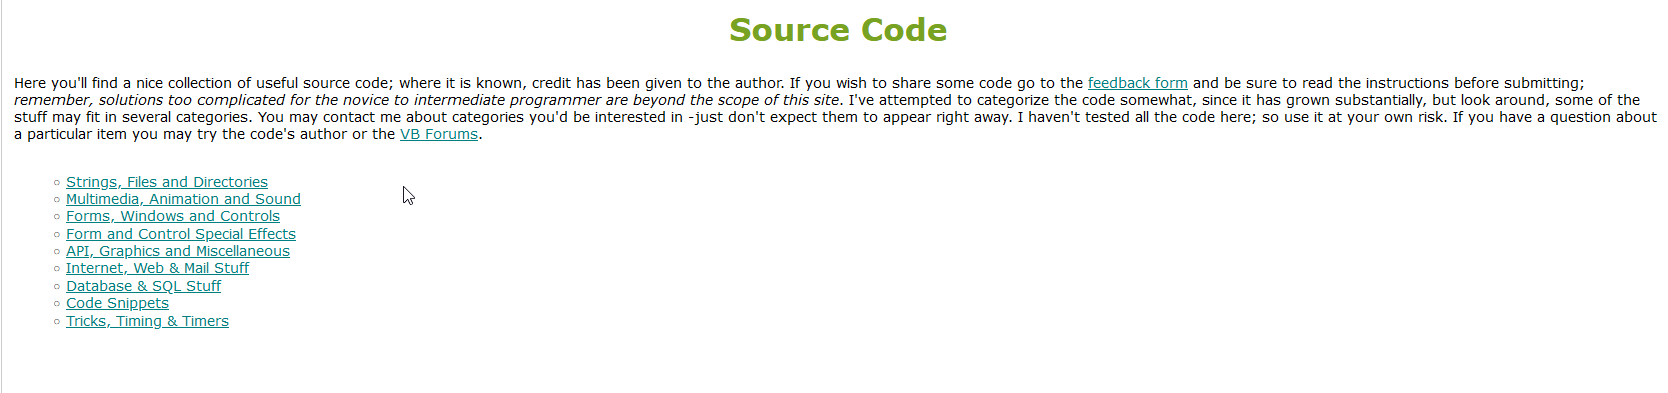 Source Code
Here you'll find a nice collection of useful source code; where it is known, credit has been given to the author. If you wish to share some code go to the feedback form and be sure to read the instructions before submitting;
remember, solutions too complicated for the novice to intermediate programmer are beyond the scope of this site. I've attempted to categorize the code somewhat, since it has grown substantially, but look around, some of the
stuff may fit in several categories. You may contact me about categories you'd be interested in -just don't expect them to appear right away. I haven't tested all the code here; so use it at your own risk. If you have a question about
a particular item you may try the code's author or the VB Forums.
Strings, Files and Directories
Multimedia, Animation and Sound
Forms, Windows and Controls
Form and Control Special Effects
API, Graphics and Miscellaneous
Internet, Web & Mail Stuff
Database & SQL Stuff
Code Snippets
Tricks, Timing & Timers